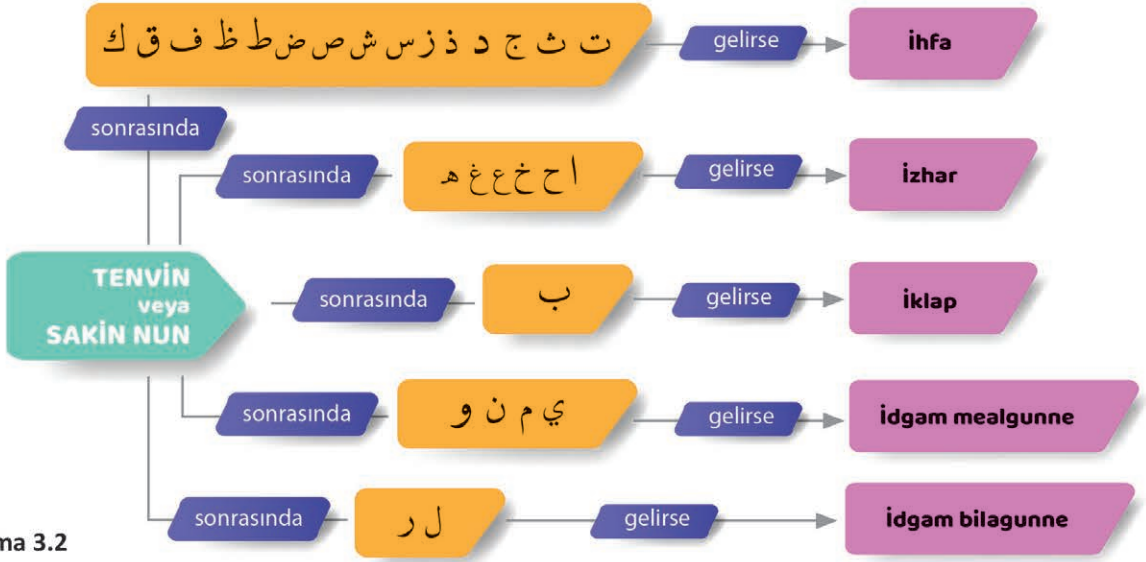 ت ث ج د ذ ز س ش ص ض ط ظ ف ق ك
gelirse
İhfa
sonrasında
sonrasında
ا ح خ ع غ ه
gelirse
İzhar
TENVİN
veya
SAKİN NUN
sonrasında
ب
gelirse
İklap
sonrasında
ي م ن و
gelirse
İdgam mealgunne
sonrasında
ل ر
gelirse
İdgam bilagunne
ma 3.2